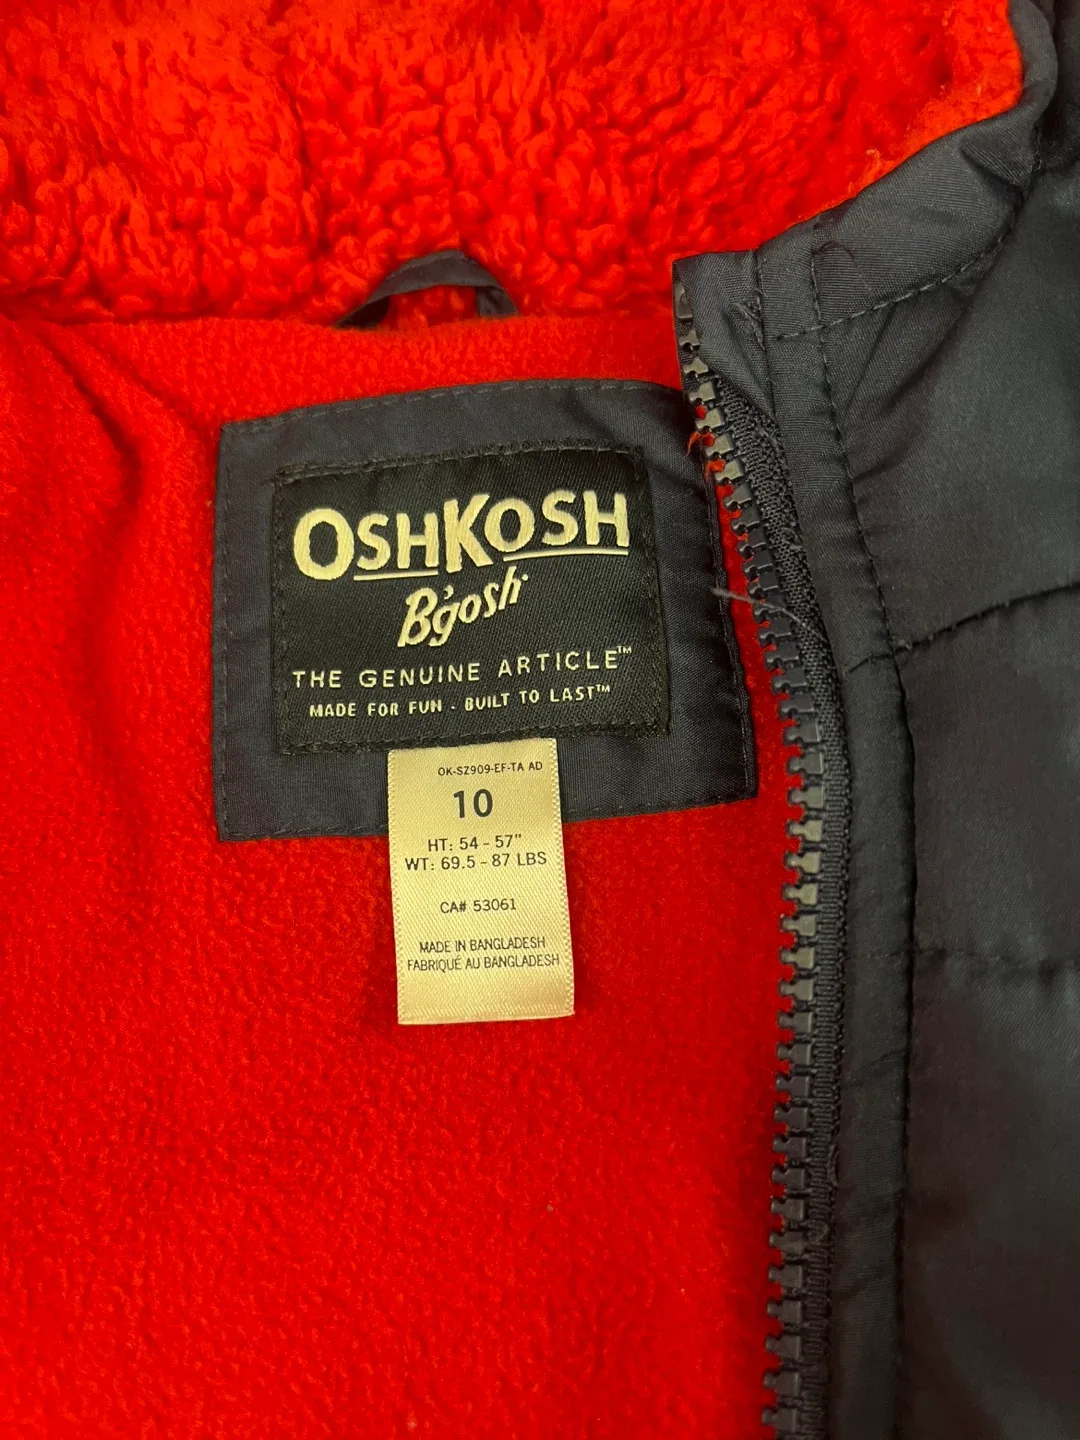 OSHKOSH
B'gosh
THE GENUINE ARTICLE™
MADE FOR FUN - BUILT TO LAST™
OK-SZ909-EF-TA AD
10
HT: 54 - 57"
WT: 69.5 - 87 LBS
CA# 53061
MADE IN BANGLADESH
FABRIQUÉ AU BANGLADESH